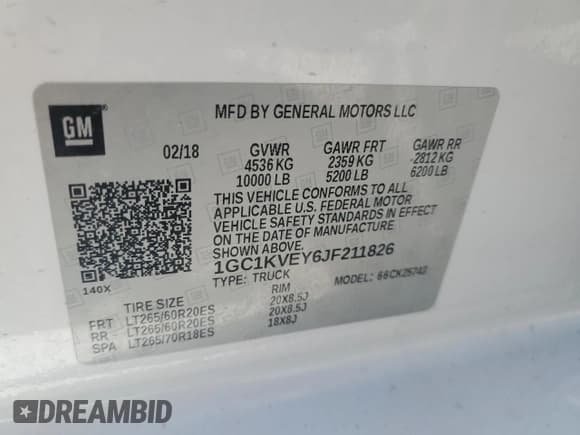 GM
MFD BY GENERAL MOTORS LLC
02/18 GVWR GAWR FRT GAWR RR
4536 KG 2359 KG 2812 KG
10000 LB 5200 LB 6200 LB
THIS VEHICLE CONFORMS TO ALL
APPLICABLE U.S. FEDERAL MOTOR
VEHICLE SAFETY STANDARDS IN EFFECT
ON THE DATE OF MANUFACTURE
SHOWN ABOVE.
1GC1KVEY6JF211826
TYPE: TRUCK MODEL:
140X
TIRE SIZE RIM
FRT LT265/60R20ES 20X8.5J
RR LT265/60R20ES 20X8.5J
SPA LT265/70R18ES 18X8J
DREAMBID